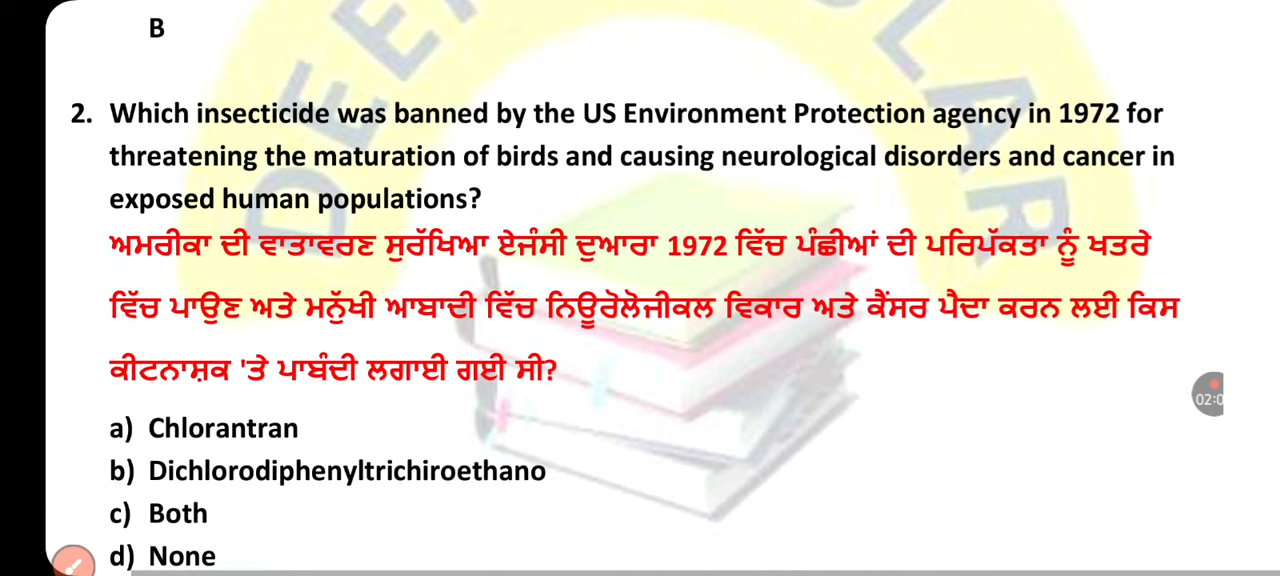 B
2. Which insecticide was banned by the US Environment Protection agency in 1972 for
threatening the maturation of birds and causing neurological disorders and cancer in
exposed human populations?
ਅਮਰੀਕਾ ਦੀ ਵਾਤਾਵਰਣ ਸੁਰੱਖਿਆ ਏਜੰਸੀ ਦੁਆਰਾ 1972 ਵਿੱਚ ਪੰਛੀਆਂ ਦੀ ਪਰਿਪੱਕਤਾ ਨੂੰ ਖਤਰੇ
ਵਿੱਚ ਪਾਉਣ ਅਤੇ ਮਨੁੱਖੀ ਆਬਾਦੀ ਵਿੱਚ ਨਿਊਰੋਲੋਜੀਕਲ ਵਿਕਾਰ ਅਤੇ ਕੈਂਸਰ ਪੈਦਾ ਕਰਨ ਲਈ ਕਿਸ
ਕੀਟਨਾਸ਼ਕ 'ਤੇ ਪਾਬੰਦੀ ਲਗਾਈ ਗਈ ਸੀ?
a) Chlorantran
b) Dichlorodiphenyltrichiroethano
c) Both
d) None